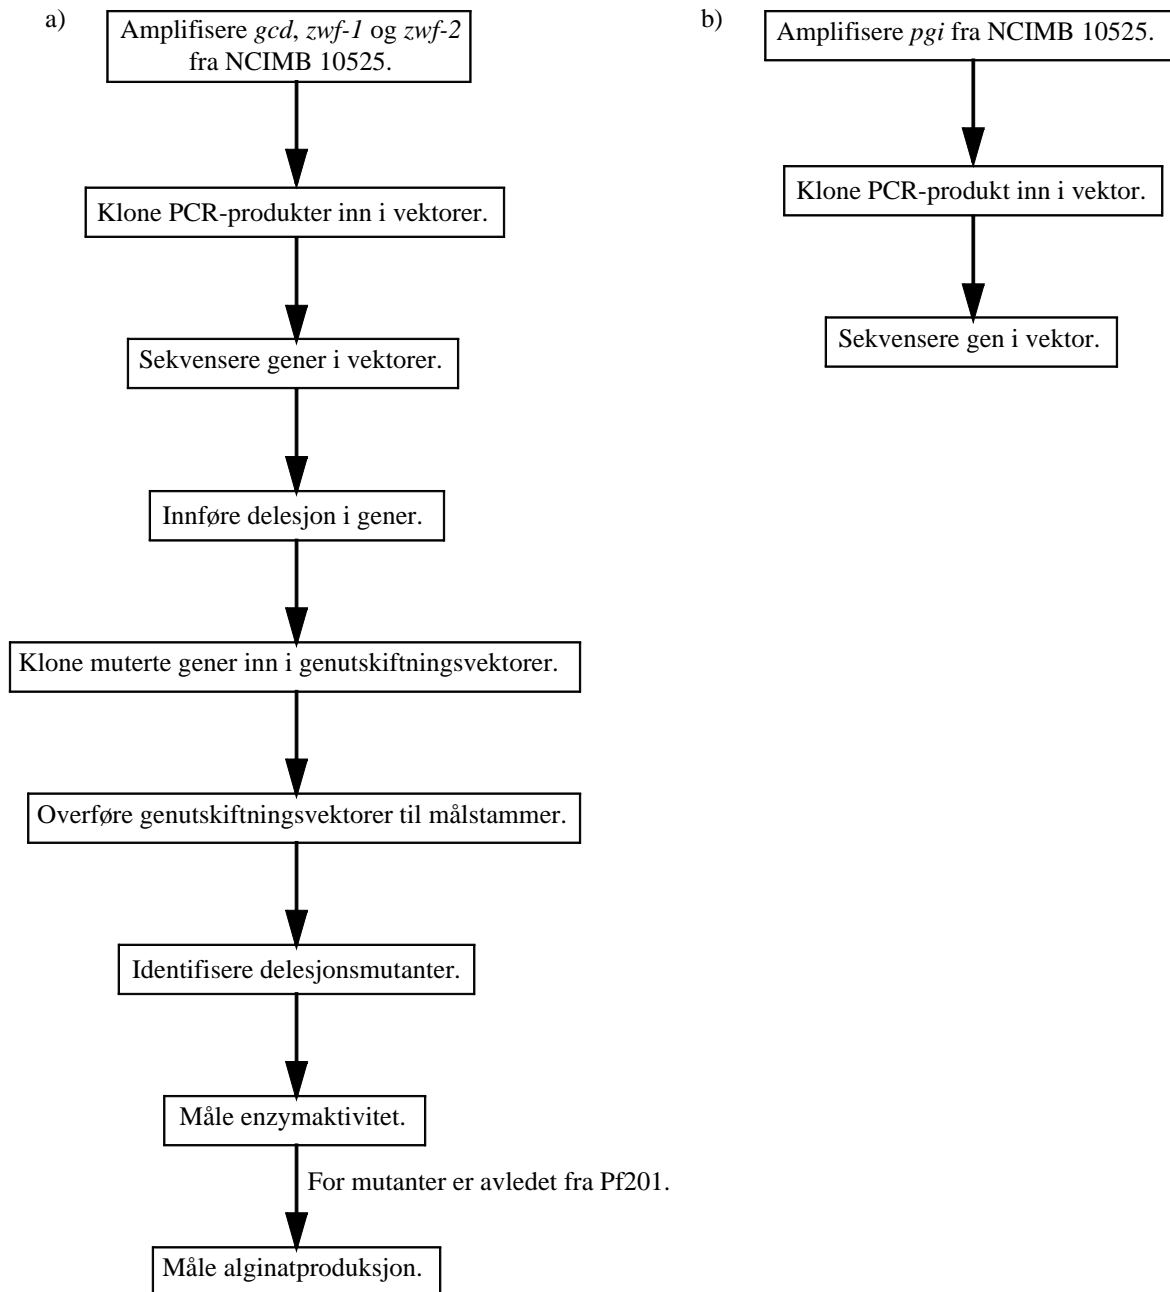 a)
Amplifisere gcd, zwf-1 og zwf-2
fra NCIMB 10525.
Klone PCR-produkter inn i vektorer.
Sekvensere gener i vektorer.
Innføre delesjon i gener.
Klone muterte gener inn i genutskiftningsvektorer.
Overføre genutskiftningsvektorer til målstammer.
Identifisere delesjonsmutanter.
Måle enzymaktivitet.
For mutanter er avledet fra Pf201.
Måle alginatproduksjon.
b)
Amplifisere pgi fra NCIMB 10525.
Klone PCR-produkt inn i vektor.
Sekvensere gen i vektor.